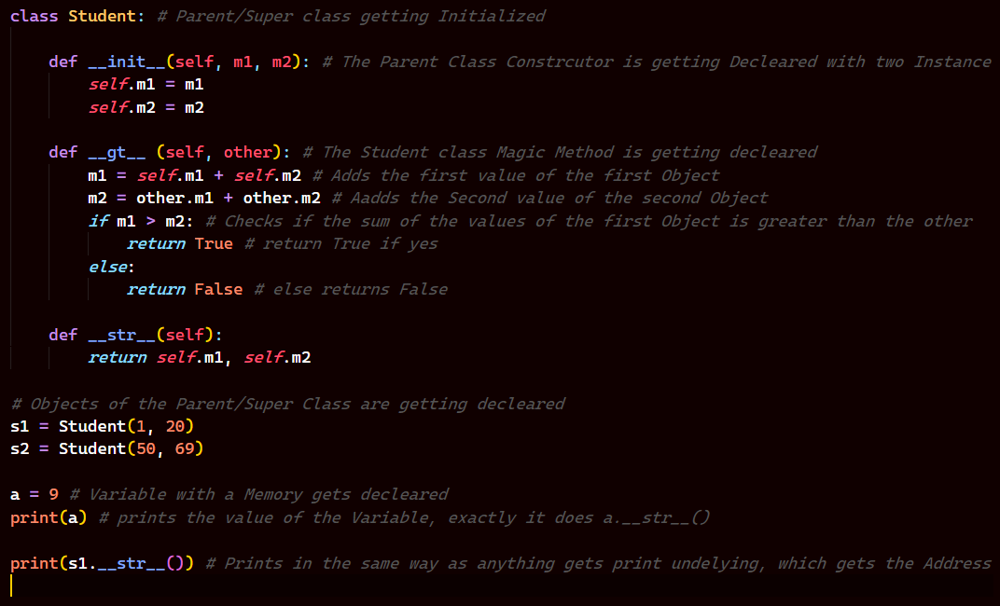 class Student: # Parent/Super class getting Initialized
def __init__(self, m1, m2): # The Parent Class Constrcutor is getting Decleared with two Instance
self.m1 = m1
self.m2 = m2
def __gt__ (self, other): # The Student class Magic Method is getting decleared
m1 = self.m1 + self.m2 # Adds the first value of the first Object
m2 = other.m1 + other.m2 # Aadds the Second value of the second Object
if m1 > m2: # Checks if the sum of the values of the first Object is greater than the other
return True # return True if yes
else:
return False # else returns False
def __str__(self):
return self.m1, self.m2
# Objects of the Parent/Super Class are getting decleared
s1 = Student(1, 20)
s2 = Student(50, 69)
a = 9 # Variable with a Memory gets decleared
print(a) # prints the value of the Variable, exactly it does a.__str__()
print(s1.__str__()) # Prints in the same way as anything gets print undelying, which gets the Address